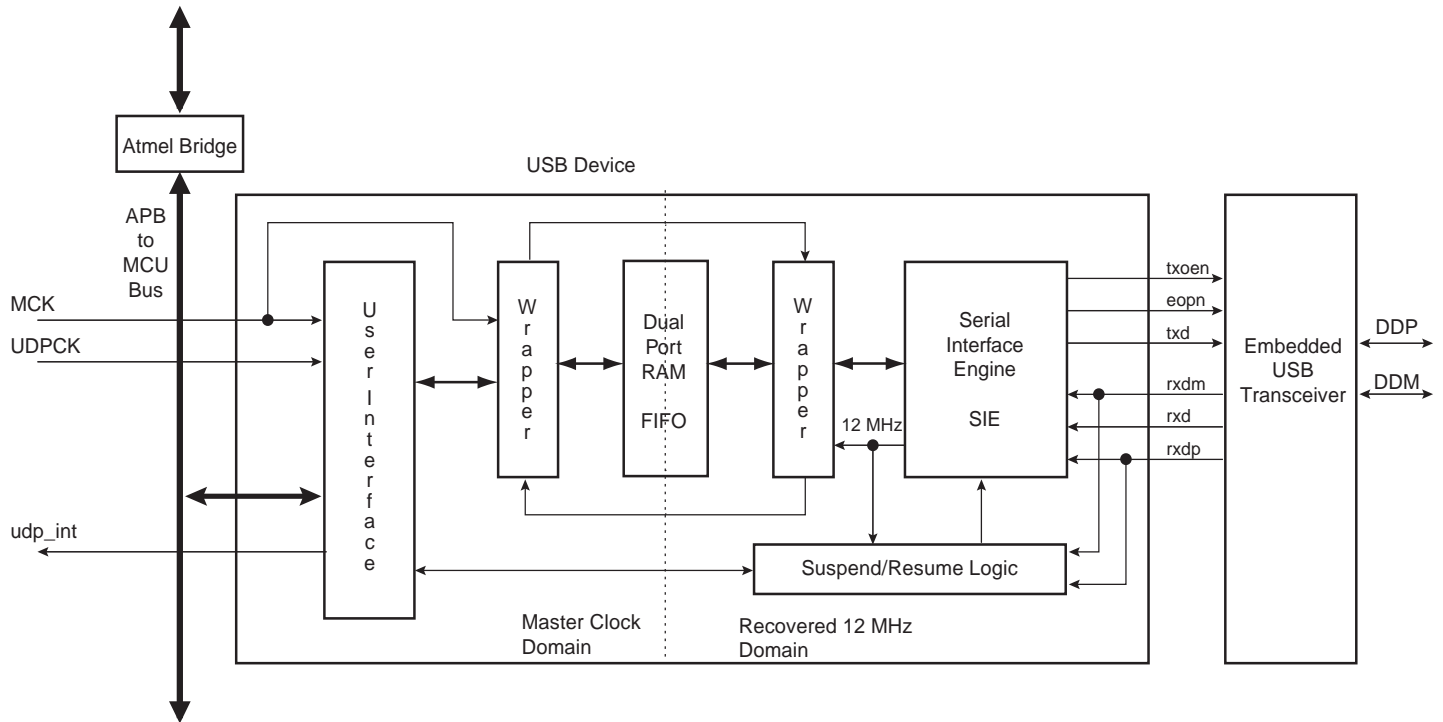 Atmel Bridge
USB Device
APB
to
MCU
Bus
MCK
UDPCK
udp_int
User Interface
Wrapper
Dual
Port
RAM
FIFO
Wrapper
12 MHz
Serial
Interface
Engine
SIE
Suspend/Resume Logic
Master Clock
Domain
Recovered 12 MHz
Domain
txoen
eopn
txd
rxdm
rxd
rxdp
Embedded
USB
Transceiver
DDP
DDM